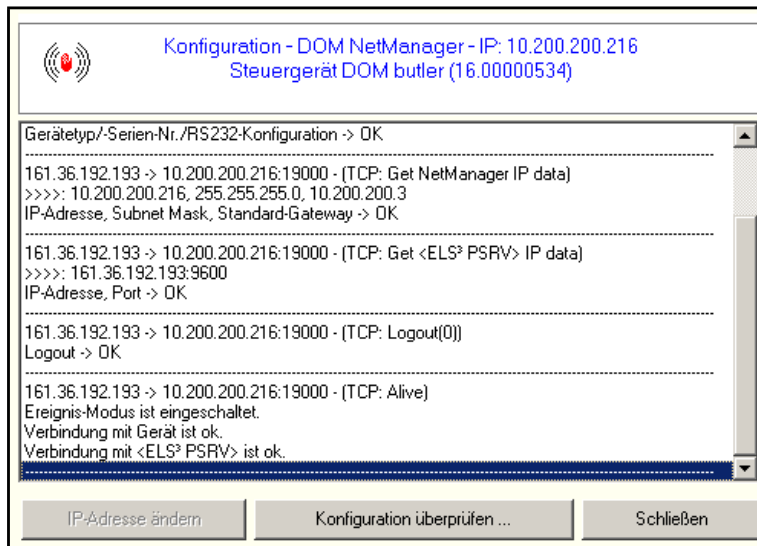 Konfiguration - DOM NetManager - IP: 10.200.200.216
Steuergerät DOM butler (16.00000534)
Gerätetyp/-Serien-Nr./RS232-Konfiguration -> OK
161.36.192.193 -> 10.200.200.216:19000 - (TCP: Get NetManager IP data)
>>>>: 10.200.200.216, 255.255.255.0, 10.200.200.3
IP-Adresse, Subnet Mask, Standard-Gateway -> OK
161.36.192.193 -> 10.200.200.216:19000 - (TCP: Get <ELS³ PSRV> IP data)
>>>>: 161.36.192.193:9600
IP-Adresse, Port -> OK
161.36.192.193 -> 10.200.200.216:19000 - (TCP: Logout(0))
Logout -> OK
161.36.192.193 -> 10.200.200.216:19000 - (TCP: Alive)
Ereignis-Modus ist eingeschaltet.
Verbindung mit Gerät ist ok.
Verbindung mit <ELS³ PSRV> ist ok.
IP-Adresse ändern
Konfiguration überprüfen ...
Schließen